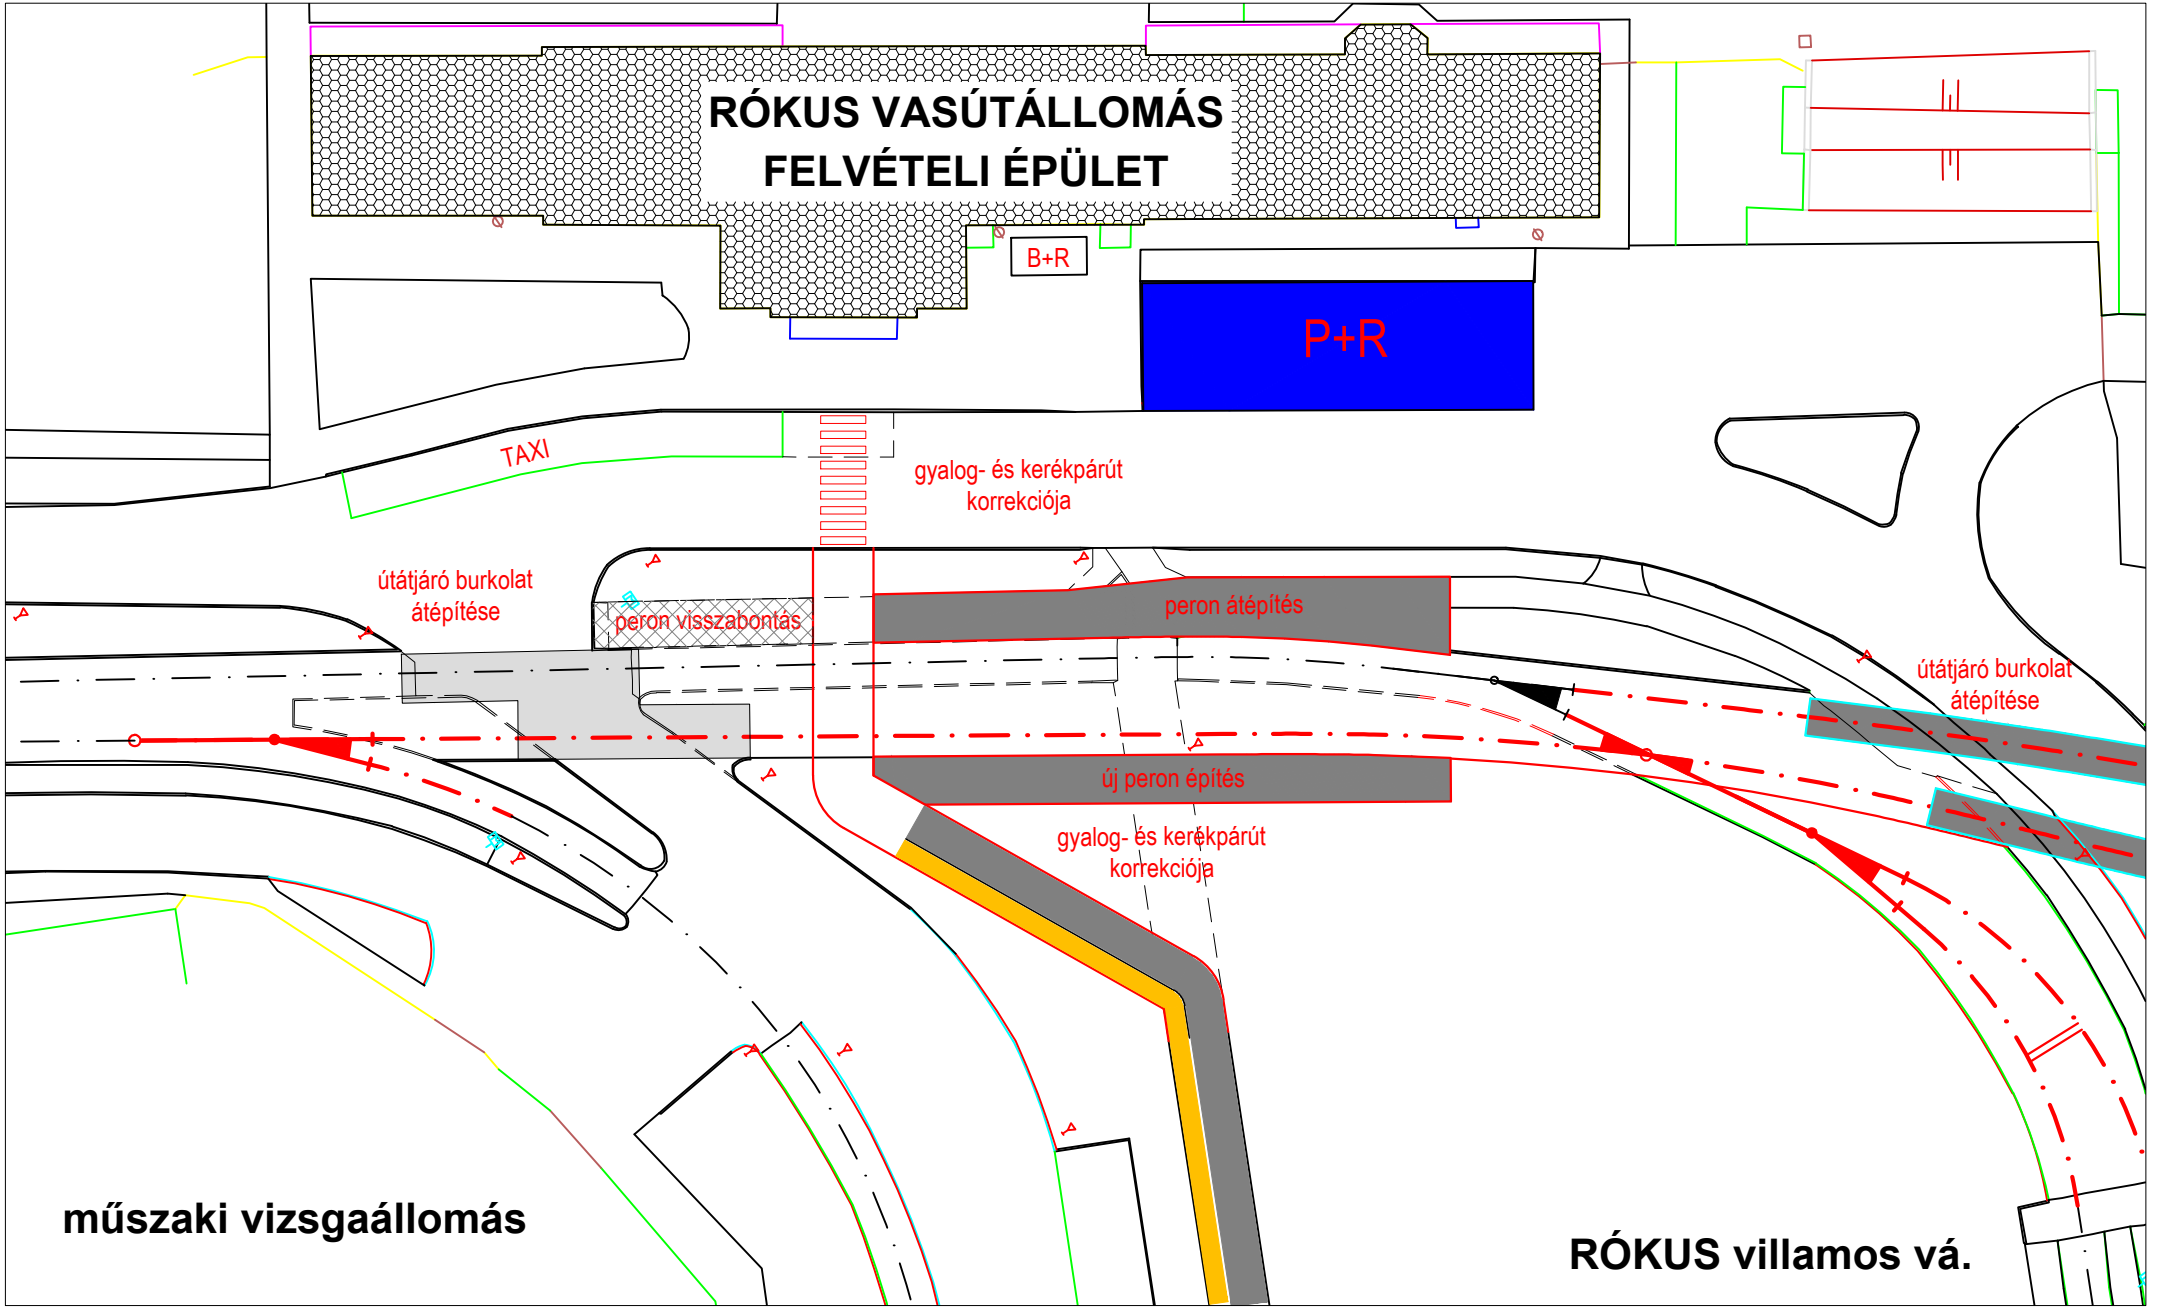 RÓKUS VASÚTÁLLOMÁS
FELVÉTELI ÉPÜLET
B+R
P+R
TAXI
gyalog- és kerékpárút
korrekciója
útátjáró burkolat
átépítése
peron visszabontás
peron átépítés
útátjáró burkolat
átépítése
új peron építés
gyalog- és kerékpárút
korrekciója
műszaki vizsgaállomás
RÓKUS villamos vá.